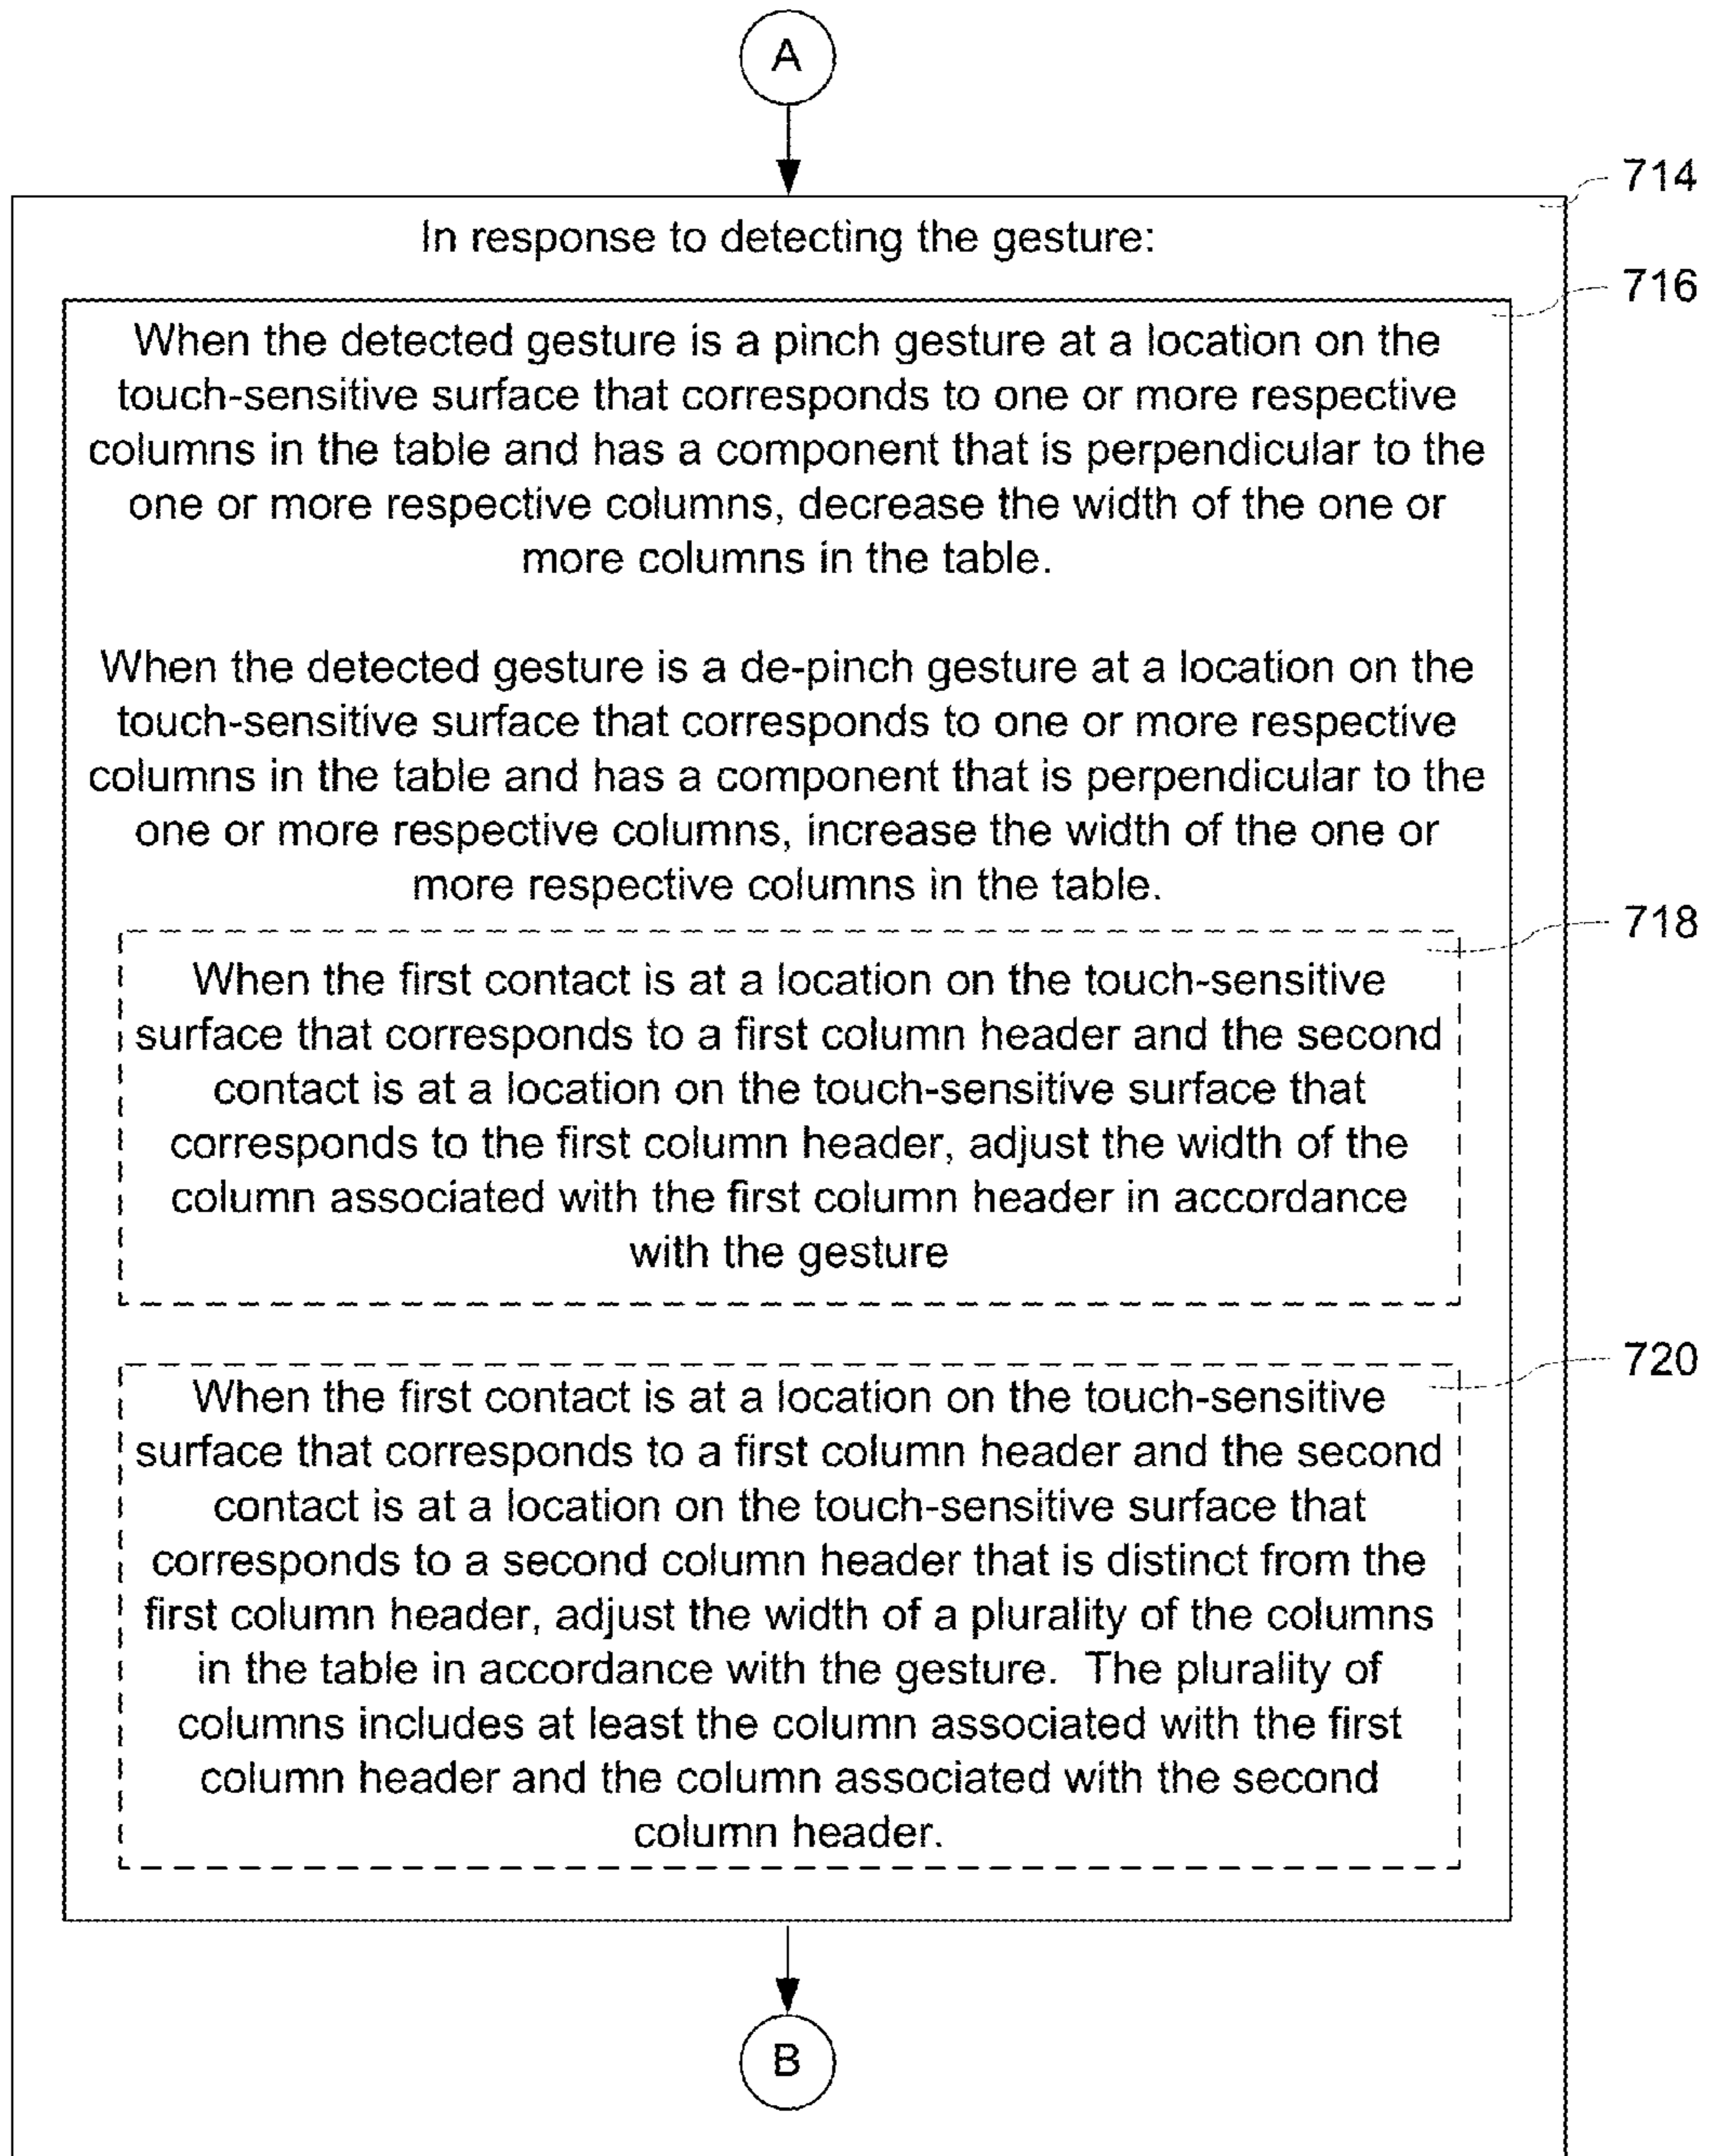 A
714
In response to detecting the gesture:
716
When the detected gesture is a pinch gesture at a location on the
touch-sensitive surface that corresponds to one or more respective
columns in the table and has a component that is perpendicular to the
one or more respective columns, decrease the width of the one or
more columns in the table.
When the detected gesture is a de-pinch gesture at a location on the
touch-sensitive surface that corresponds to one or more respective
columns in the table and has a component that is perpendicular to the
one or more respective columns, increase the width of the one or
more respective columns in the table.
718
When the first contact is at a location on the touch-sensitive
surface that corresponds to a first column header and the second
contact is at a location on the touch-sensitive surface that
corresponds to the first column header, adjust the width of the
column associated with the first column header in accordance
with the gesture
720
When the first contact is at a location on the touch-sensitive
surface that corresponds to a first column header and the second
contact is at a location on the touch-sensitive surface that
corresponds to a second column header that is distinct from the
first column header, adjust the width of a plurality of the columns
in the table in accordance with the gesture.  The plurality of
columns includes at least the column associated with the first
column header and the column associated with the second
column header.
B